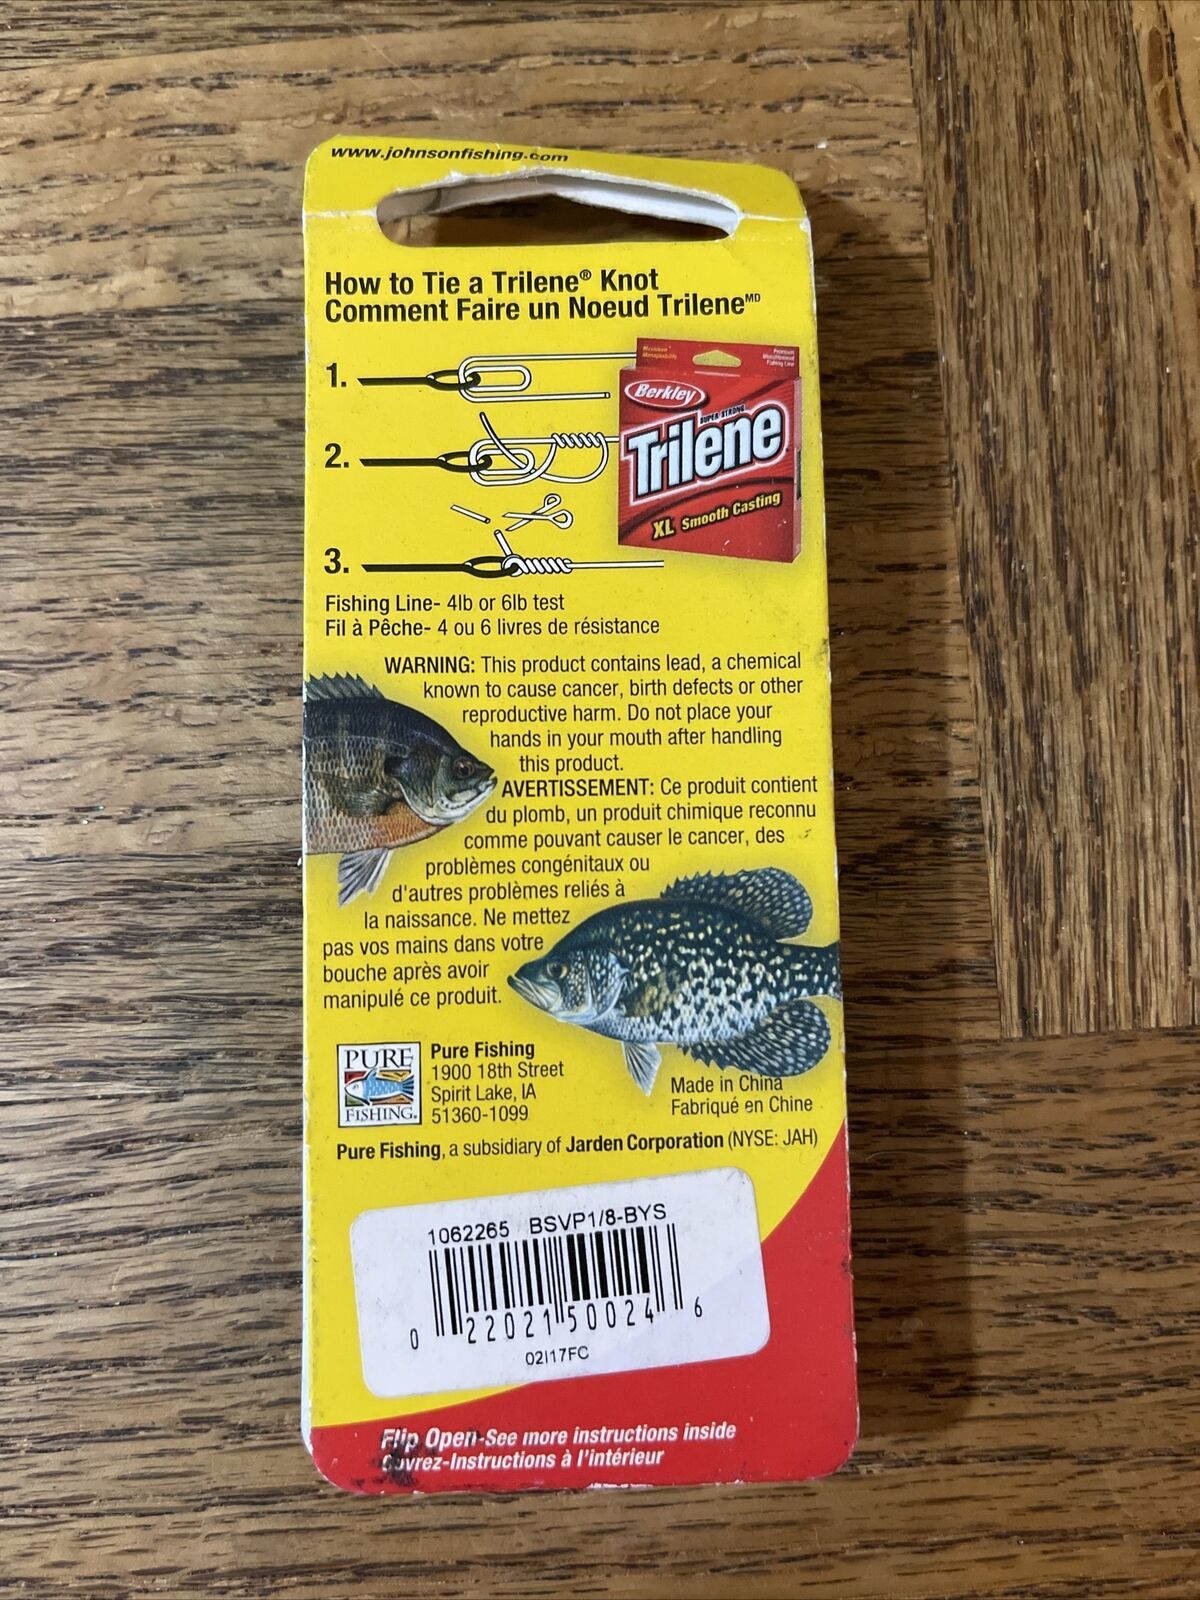 www.johnsonfishing.com
How to Tie a Trilene® Knot
Comment Faire un Noeud Trilene MD
1.
Maximum
Manageability
Premium
Monofilament
Fishing Line
Berkley
SUPER STRONG
Trilene
XL Smooth Casting
2.
3.
Fishing Line- 4lb or 6lb test
Fil à Pêche- 4 ou 6 livres de résistance
WARNING: This product contains lead, a chemical
known to cause cancer, birth defects or other
reproductive harm. Do not place your
hands in your mouth after handling
this product.
AVERTISSEMENT: Ce produit contient
du plomb, un produit chimique reconnu
comme pouvant causer le cancer, des
problèmes congénitaux ou
d'autres problèmes reliés à
la naissance. Ne mettez
pas vos mains dans votre
bouche après avoir
manipulé ce produit.
PURE
FISHING.
Pure Fishing
1900 18th Street
Spirit Lake, IA
51360-1099
Made in China
Fabriqué en Chine
Pure Fishing, a subsidiary of Jarden Corporation (NYSE: JAH)
1062265 BSVP1/8-BYS
0 22021 50024 6
02I17FC
Flip Open-See more instructions inside
Ouvrez-Instructions à l'intérieur